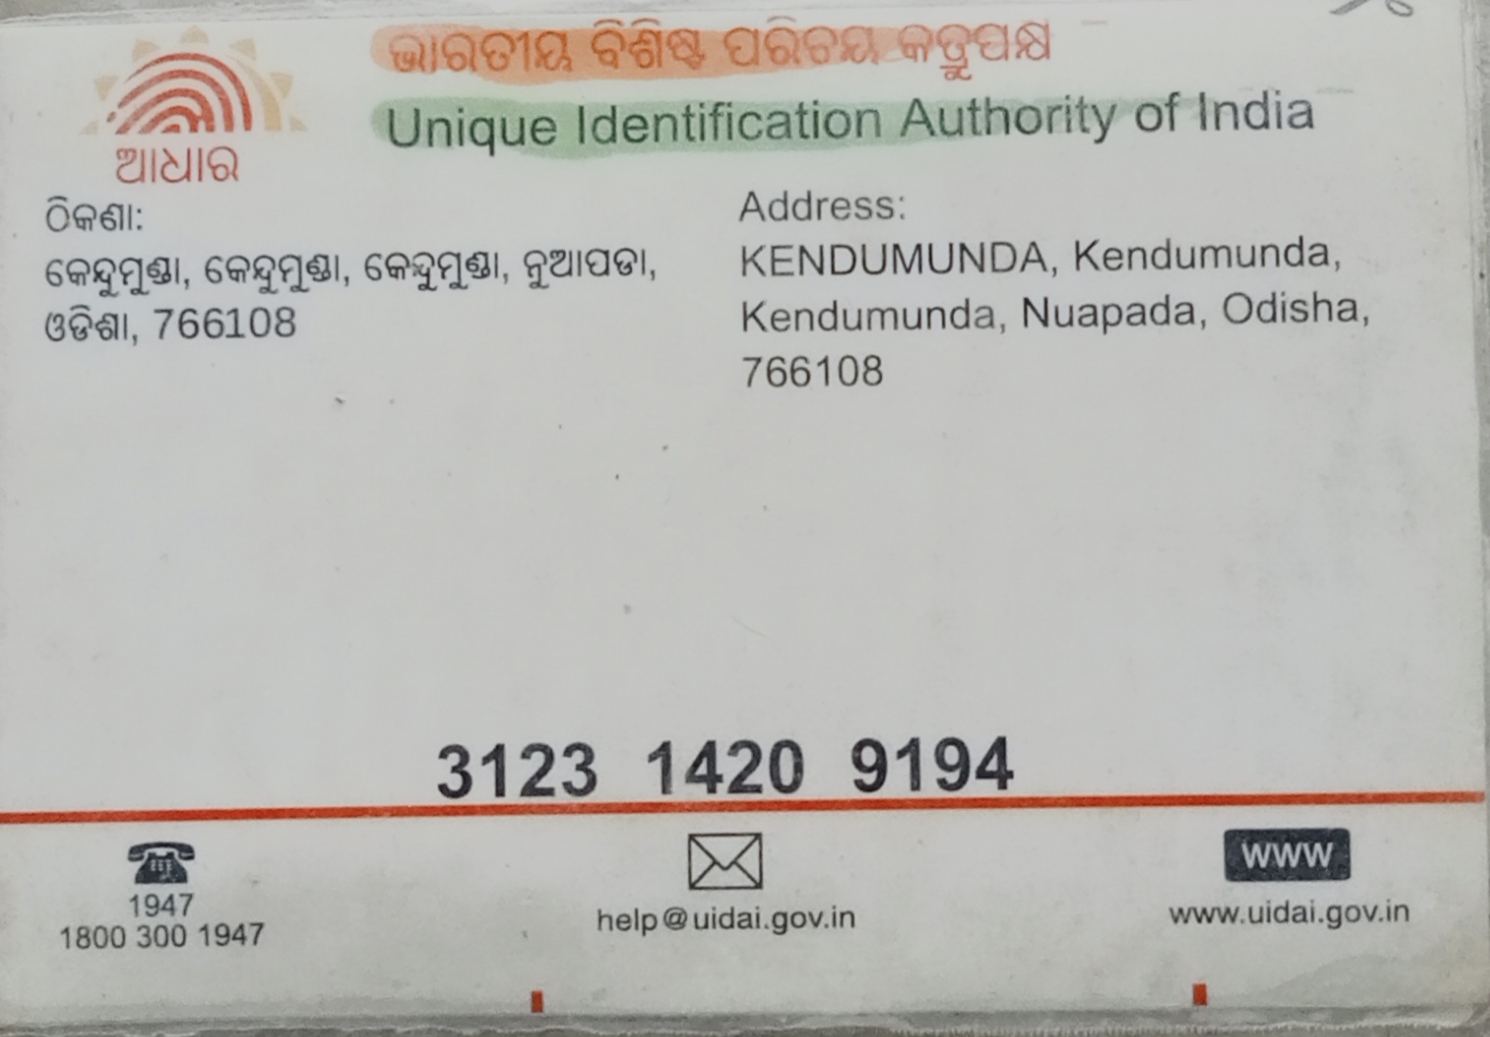 ଭାରତୀୟ ବିଶିଷ୍ଟ ପରିଚୟ କର୍ତ୍ତୃପକ୍ଷ
Unique Identification Authority of India
ଆଧାର
ଠିକଣା:
କେନ୍ଦୁମୁଣ୍ଡା, କେନ୍ଦୁମୁଣ୍ଡା, କେନ୍ଦୁମୁଣ୍ଡା, ନୁଆପଡା,
ଓଡିଶା, 766108
Address:
KENDUMUNDA, Kendumunda,
Kendumunda, Nuapada, Odisha,
766108
3123 1420 9194
1947
1800 300 1947
help@uidai.gov.in
www
www.uidai.gov.in